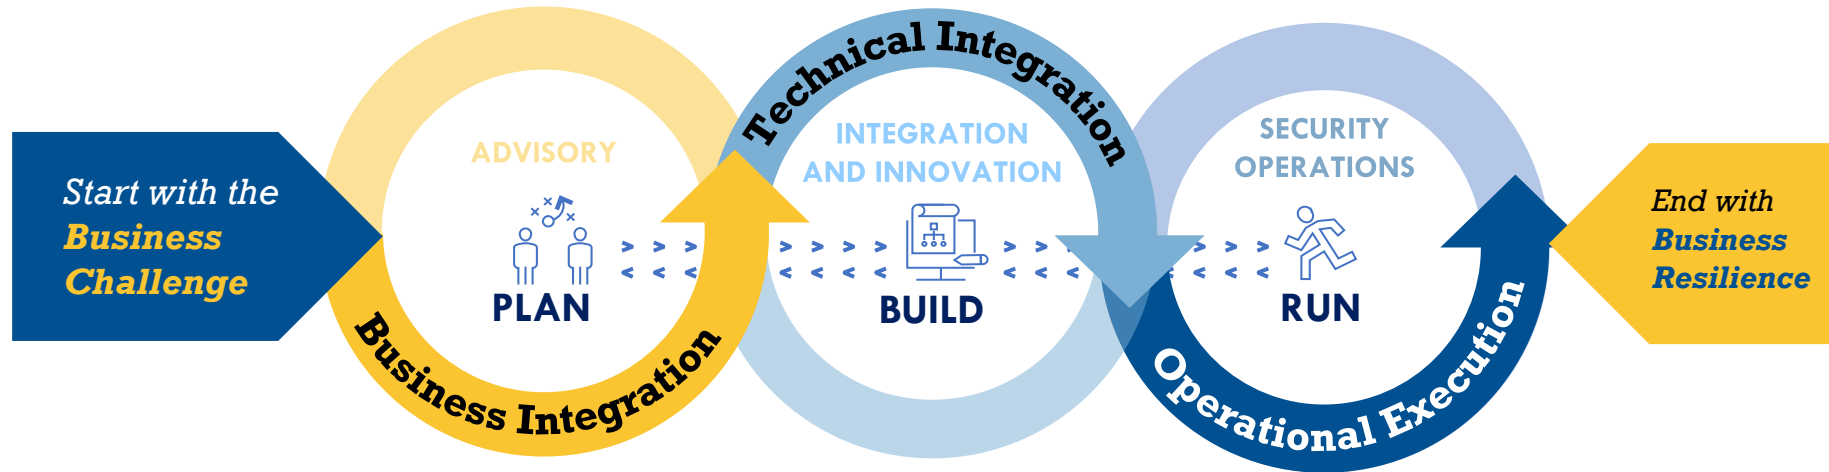 Start with the
Business
Challenge
ADVISORY
PLAN
Business Integration
Technical Integration
INTEGRATION
AND INNOVATION
BUILD
SECURITY
OPERATIONS
RUN
Operational Execution
End with
Business
Resilience